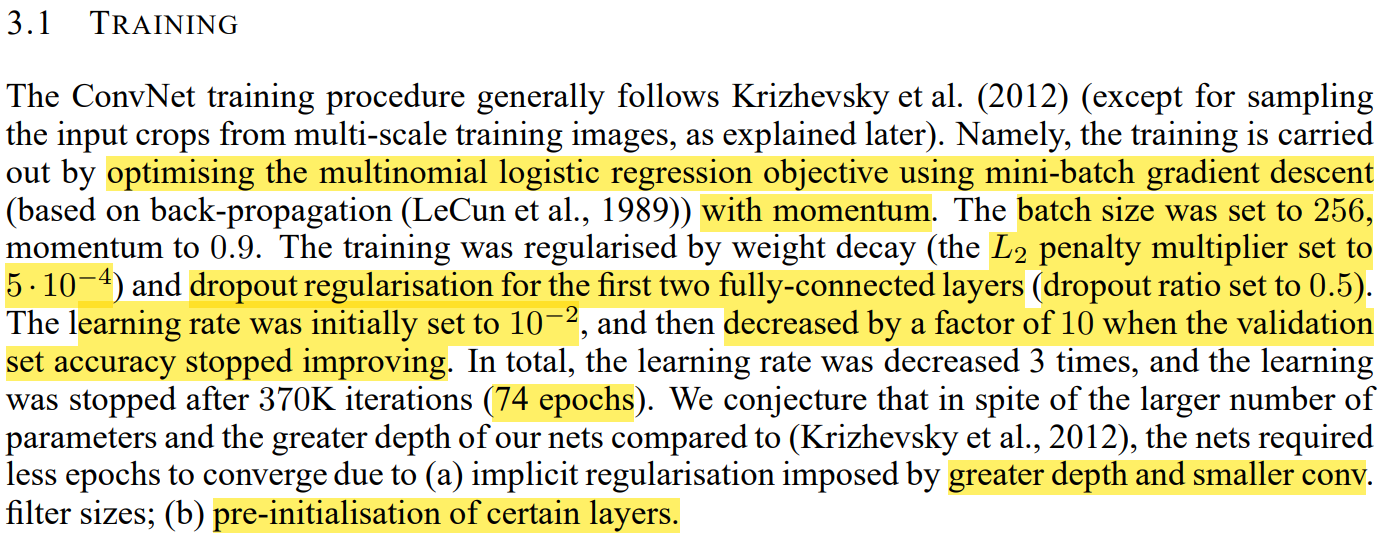 3.1 TRAINING
The ConvNet training procedure generally follows Krizhevsky et al. (2012) (except for sampling
the input crops from multi-scale training images, as explained later). Namely, the training is carried
out by optimising the multinomial logistic regression objective using mini-batch gradient descent
(based on back-propagation (LeCun et al., 1989)) with momentum. The batch size was set to 256,
momentum to 0.9. The training was regularised by weight decay (the L₂ penalty multiplier set to
5 · 10⁻⁴) and dropout regularisation for the first two fully-connected layers (dropout ratio set to 0.5).
The learning rate was initially set to 10⁻², and then decreased by a factor of 10 when the validation
set accuracy stopped improving. In total, the learning rate was decreased 3 times, and the learning
was stopped after 370K iterations (74 epochs). We conjecture that in spite of the larger number of
parameters and the greater depth of our nets compared to (Krizhevsky et al., 2012), the nets required
less epochs to converge due to (a) implicit regularisation imposed by greater depth and smaller conv.
filter sizes; (b) pre-initialisation of certain layers.